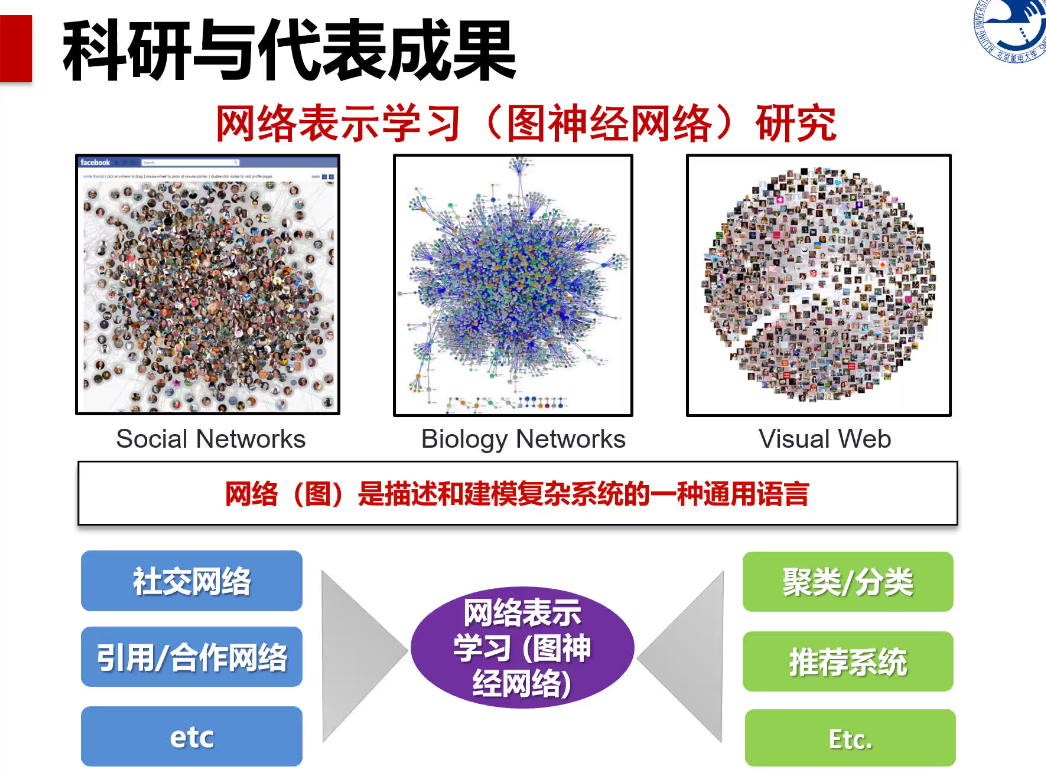 科研与代表成果
网络表示学习（图神经网络）研究
facebook
Search
Social Networks
Biology Networks
Visual Web
网络（图）是描述和建模复杂系统的一种通用语言
社交网络
引用/合作网络
etc
网络表示
学习 (图神
经网络)
聚类/分类
推荐系统
Etc.